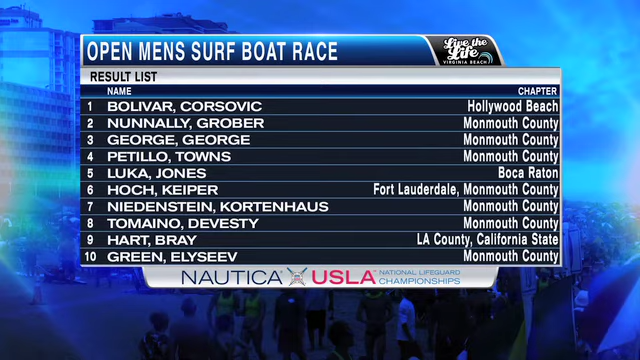 OPEN MENS SURF BOAT RACE
Live the Life
VIRGINIA BEACH
RESULT LIST
NAME CHAPTER
1 BOLIVAR, CORSOVIC Hollywood Beach
2 NUNNALLY, GROBER Monmouth County
3 GEORGE, GEORGE Monmouth County
4 PETILLO, TOWNS Monmouth County
5 LUKA, JONES Boca Raton
6 HOCH, KEIPER Fort Lauderdale, Monmouth County
7 NIEDENSTEIN, KORTENHAUS Monmouth County
8 TOMAINO, DEVESTY Monmouth County
9 HART, BRAY LA County, California State
10 GREEN, ELYSEEV Monmouth County
NAUTICA USLA NATIONAL LIFEGUARD
CHAMPIONSHIPS